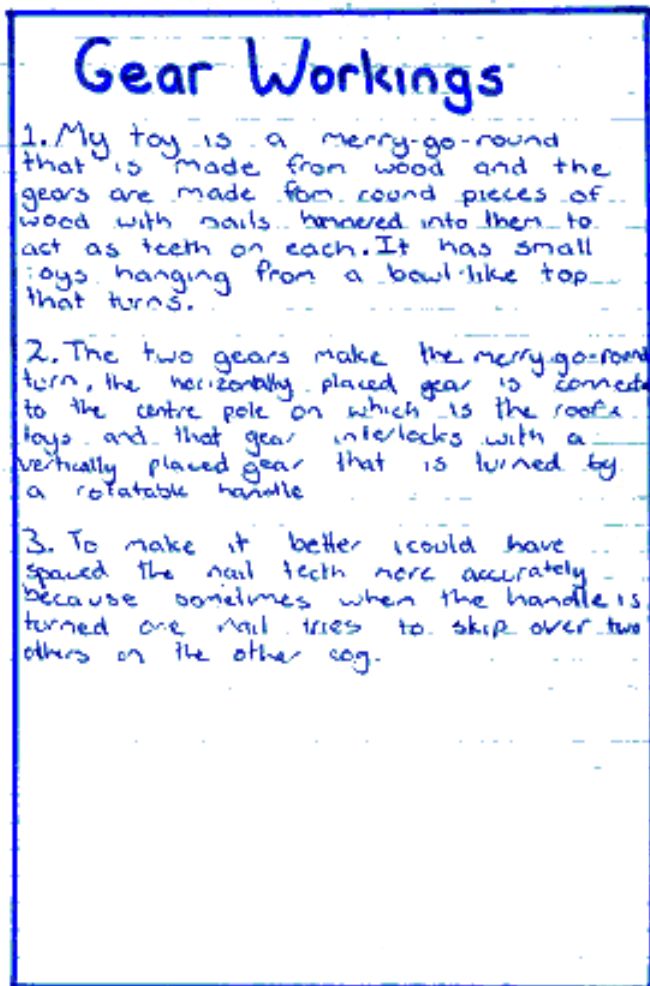 Gear Workings
1. My toy is a merry-go-round
that is made from wood and the
gears are made fom round pieces of
wood with nails hammered into them to
act as teeth on each. It has small
toys hanging from a bowl-like top
that turns.
2. The two gears make the merry-go-round
turn, the horizontally placed gear is connecte
to the centre pole on which is the roof &
toys and that gear interlocks with a
vertically placed gear that is turned by
a rotatable handle
3. To make it better i could have
spaced the nail teeth more accurately
because sometimes when the handle is
turned one nail tries to skip over two
others on the other cog.